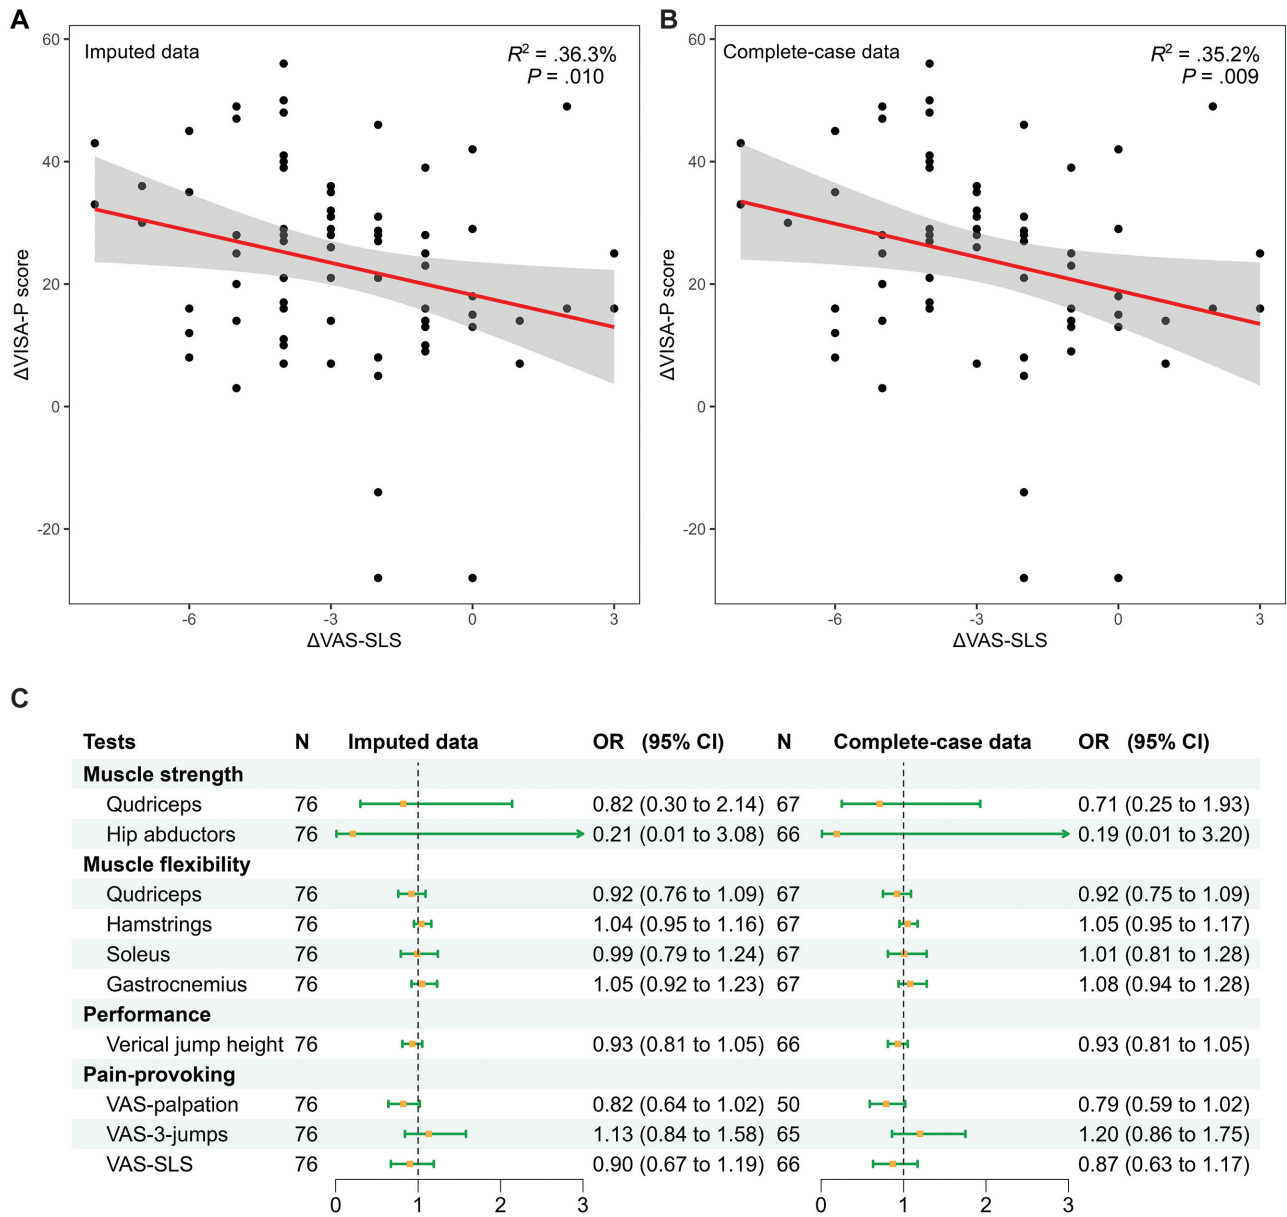 A
Imputed data
R² = .36.3%
P = .010
60
40
20
0
-20
ΔVISA-P score
-6 -3 0 3
ΔVAS-SLS
B
Complete-case data
R² = .35.2%
P = .009
60
40
20
0
-20
ΔVISA-P score
-6 -3 0 3
ΔVAS-SLS
C
Tests N Imputed data OR (95% CI) N Complete-case data OR (95% CI)
Muscle strength
Qudriceps 76 0.82 (0.30 to 2.14) 67 0.71 (0.25 to 1.93)
Hip abductors 76 0.21 (0.01 to 3.08) 66 0.19 (0.01 to 3.20)
Muscle flexibility
Qudriceps 76 0.92 (0.76 to 1.09) 67 0.92 (0.75 to 1.09)
Hamstrings 76 1.04 (0.95 to 1.16) 67 1.05 (0.95 to 1.17)
Soleus 76 0.99 (0.79 to 1.24) 67 1.01 (0.81 to 1.28)
Gastrocnemius 76 1.05 (0.92 to 1.23) 67 1.08 (0.94 to 1.28)
Performance
Verical jump height 76 0.93 (0.81 to 1.05) 66 0.93 (0.81 to 1.05)
Pain-provoking
VAS-palpation 76 0.82 (0.64 to 1.02) 50 0.79 (0.59 to 1.02)
VAS-3-jumps 76 1.13 (0.84 to 1.58) 65 1.20 (0.86 to 1.75)
VAS-SLS 76 0.90 (0.67 to 1.19) 66 0.87 (0.63 to 1.17)
0 1 2 3 0 1 2 3